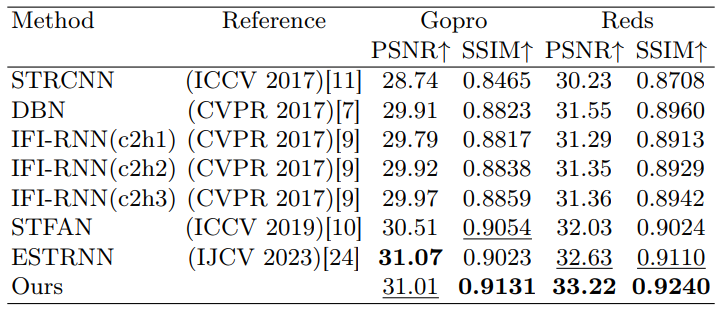 Method Reference Gopro Reds
PSNR↑ SSIM↑ PSNR↑ SSIM↑
STRCNN (ICCV 2017)[11] 28.74 0.8465 30.23 0.8708
DBN (CVPR 2017)[7] 29.91 0.8823 31.55 0.8960
IFI-RNN(c2h1) (CVPR 2017)[9] 29.79 0.8817 31.29 0.8913
IFI-RNN(c2h2) (CVPR 2017)[9] 29.92 0.8838 31.35 0.8929
IFI-RNN(c2h3) (CVPR 2017)[9] 29.97 0.8859 31.36 0.8942
STFAN (ICCV 2019)[10] 30.51 0.9054 32.03 0.9024
ESTRNN (IJCV 2023)[24] 31.07 0.9023 32.63 0.9110
Ours 31.01 0.9131 33.22 0.9240